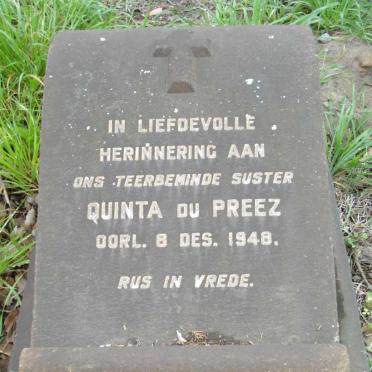 IN LIEFDEVOLLE
HERINNERING AAN
ONS TEERBEMINDE SUSTER
QUINTA DU PREEZ
OORL. 8 DES. 1948.
RUS IN VREDE.